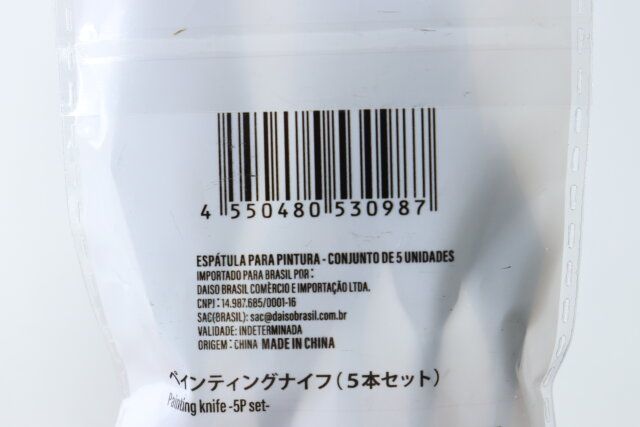 4 550480 530987
ESPÁTULA PARA PINTURA - CONJUNTO DE 5 UNIDADES
IMPORTADO PARA BRASIL POR:
DAISO BRASIL COMÈRCIO E IMPORTAÇÃO LTDA.
CNPJ: 14.987.685/0001-16
SAC(BRASIL): sac@daisobrasil.com.br
VALIDADE: INDETERMINADA
ORIGEM: CHINA MADE IN CHINA
ペインティングナイフ(5本セット)
Painting knife -5P set-